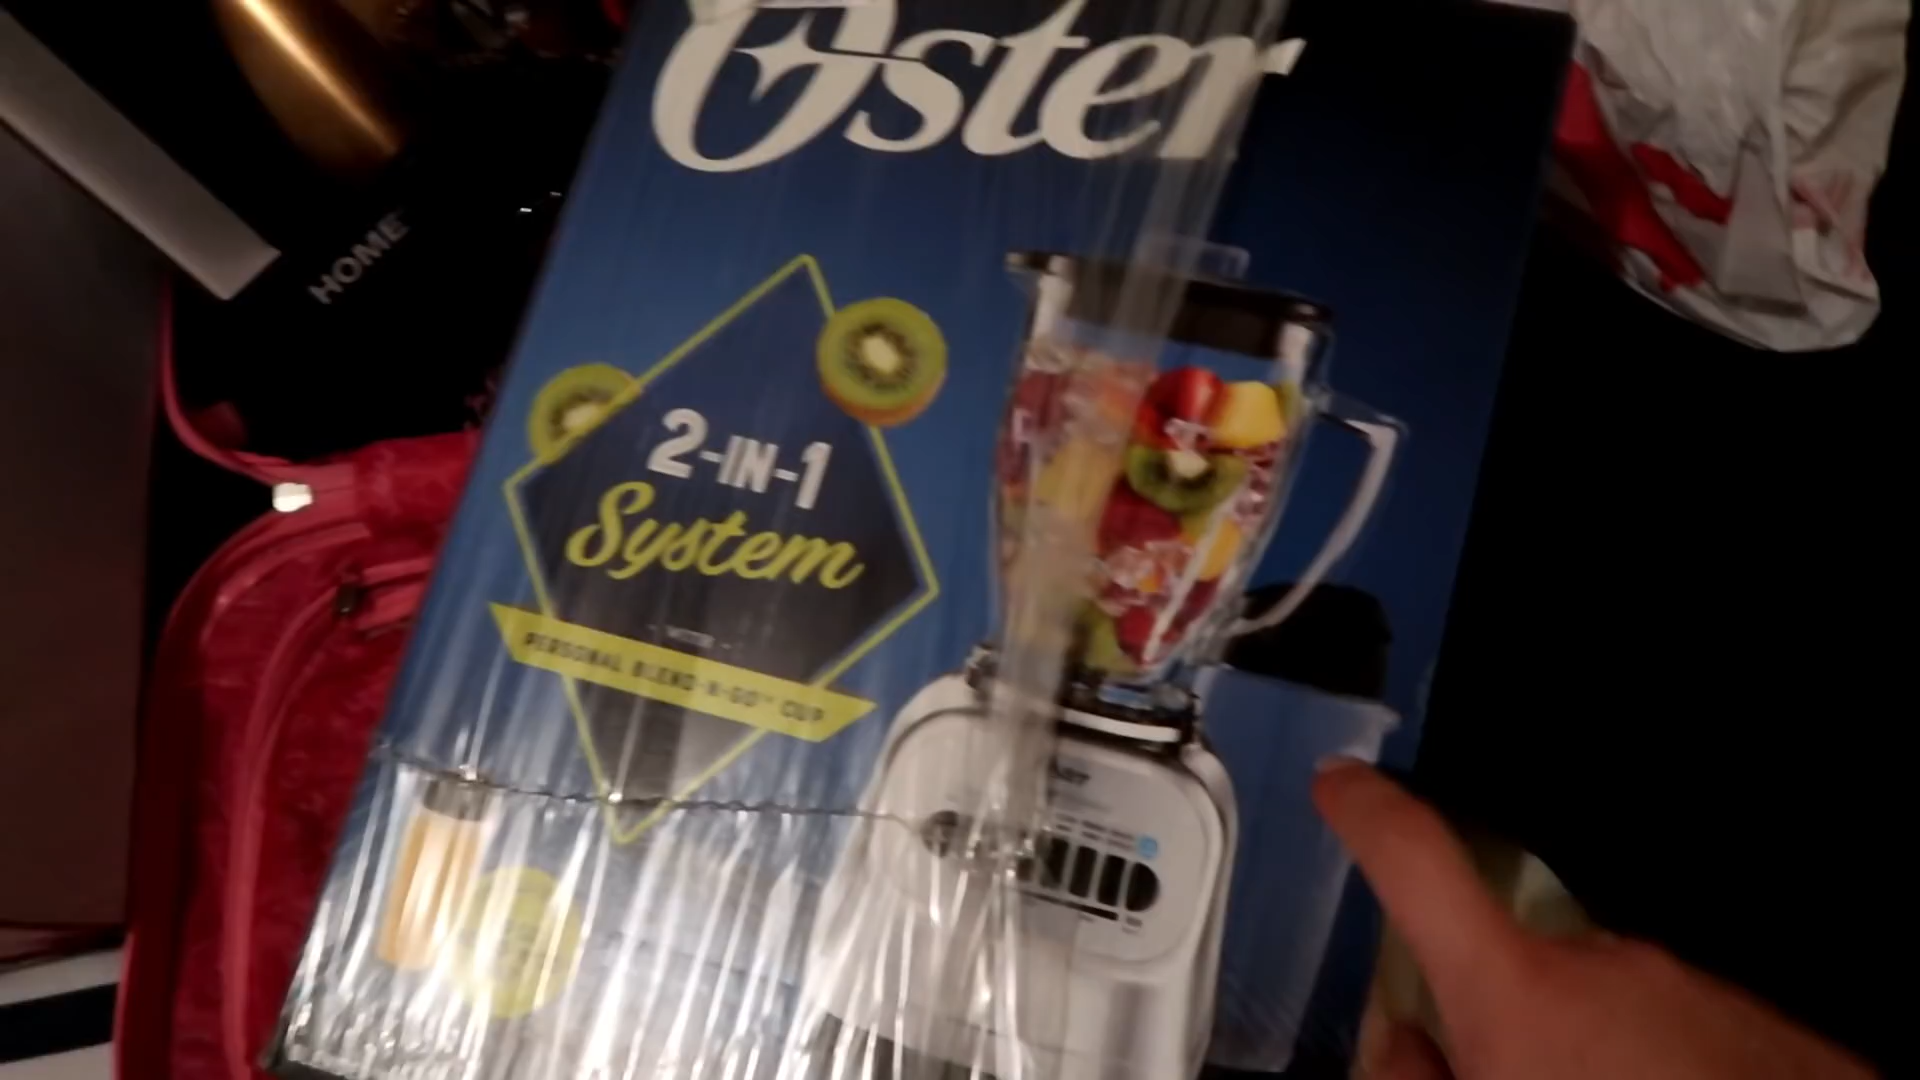 Oster
HOME
2-IN-1
System
PERSONAL BLEND-N-GO™ CUP